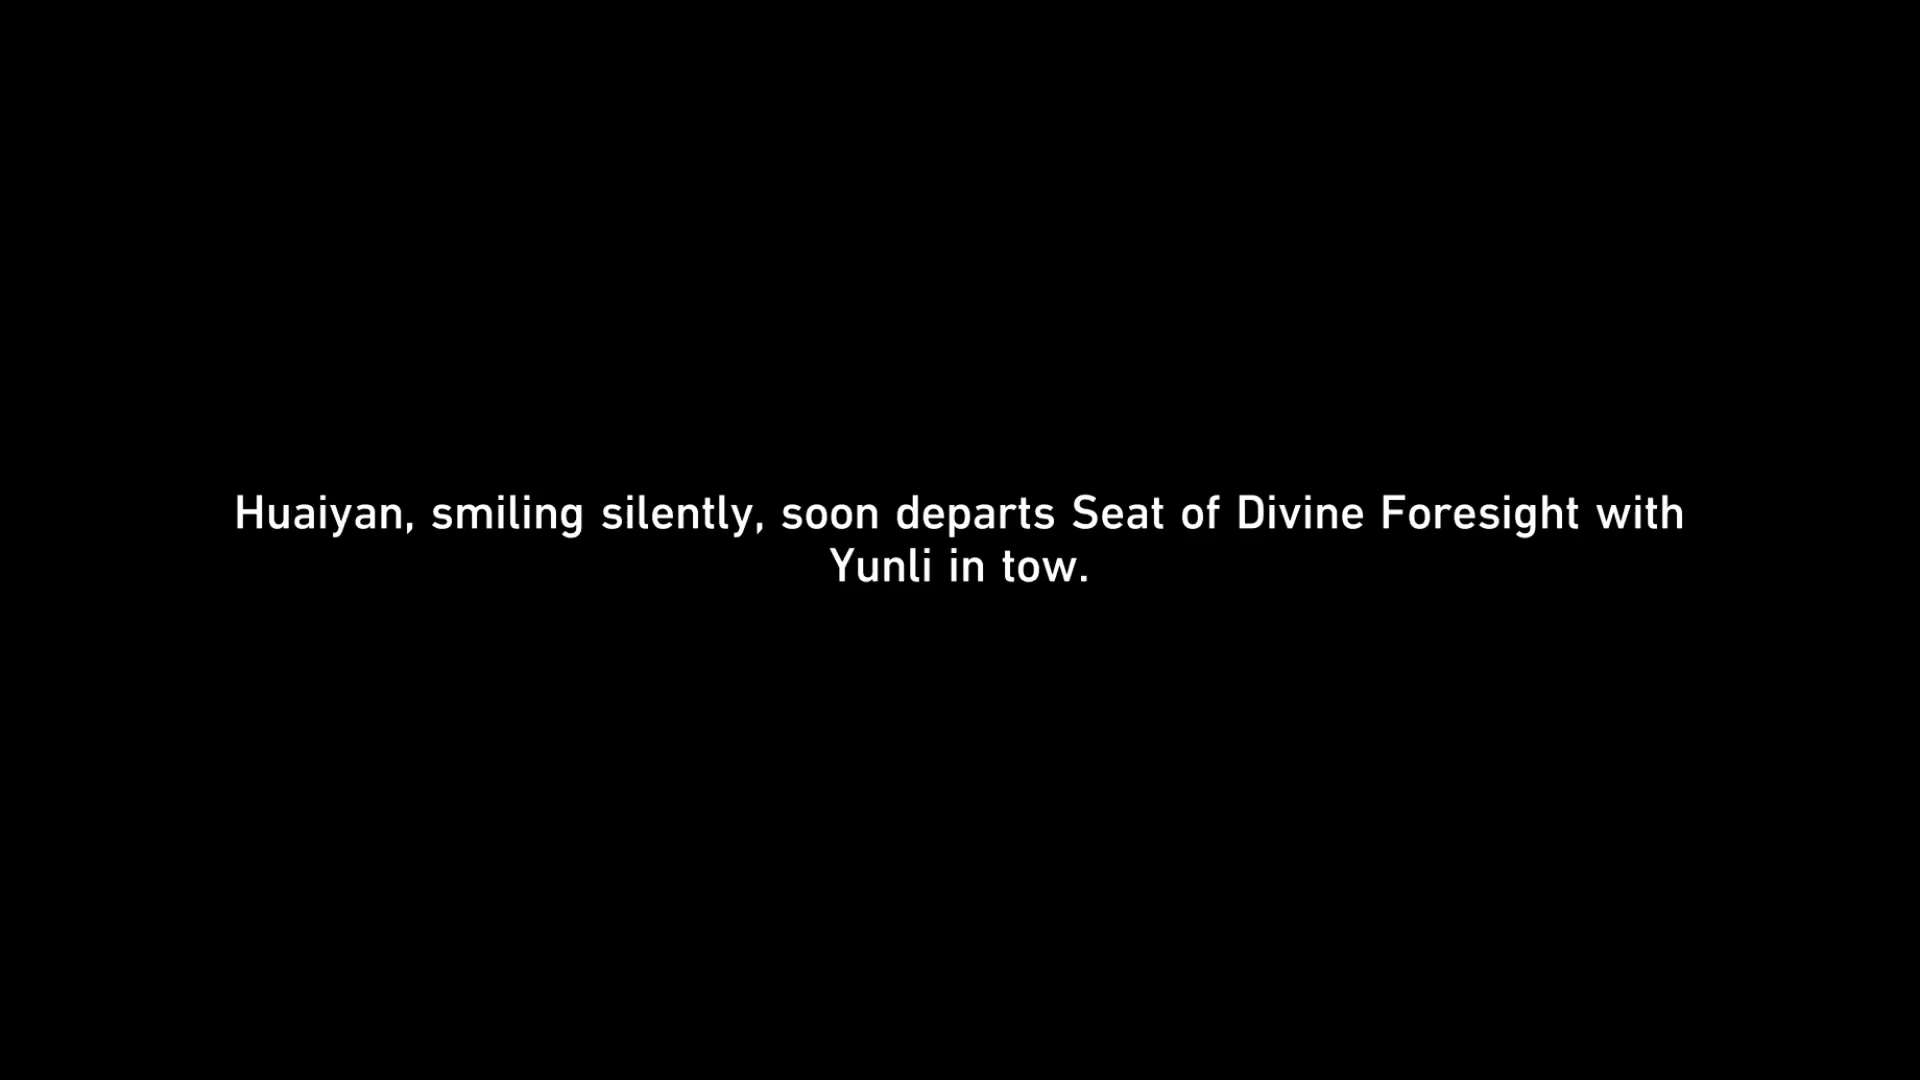 Huaiyan, smiling silently, soon departs Seat of Divine Foresight with
Yunli in tow.